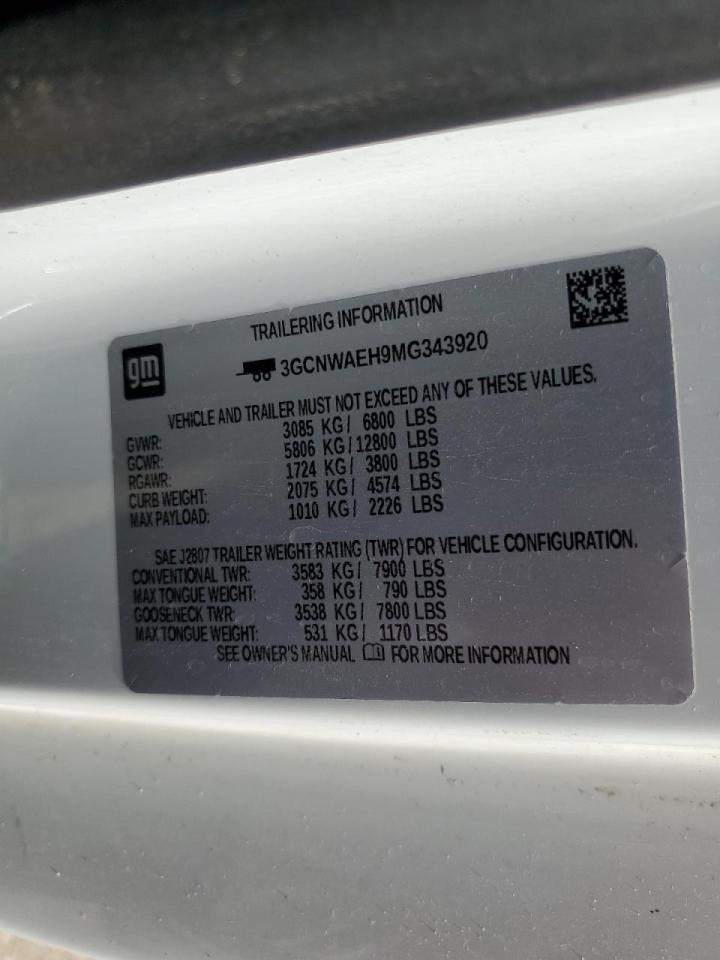 gm
TRAILERING INFORMATION
3GCNWAEH9MG343920
VEHICLE AND TRAILER MUST NOT EXCEED ANY OF THESE VALUES.
GVWR: 3085 KG/ 6800 LBS
GCWR: 5806 KG/12800 LBS
RGAWR: 1724 KG/ 3800 LBS
CURB WEIGHT: 2075 KG/ 4574 LBS
MAX PAYLOAD: 1010 KG/ 2226 LBS
SAE J2807 TRAILER WEIGHT RATING (TWR) FOR VEHICLE CONFIGURATION.
CONVENTIONAL TWR: 3583 KG/ 7900 LBS
MAX TONGUE WEIGHT: 358 KG/ 790 LBS
GOOSENECK TWR: 3538 KG/ 7800 LBS
MAX TONGUE WEIGHT: 531 KG/ 1170 LBS
SEE OWNER'S MANUAL FOR MORE INFORMATION